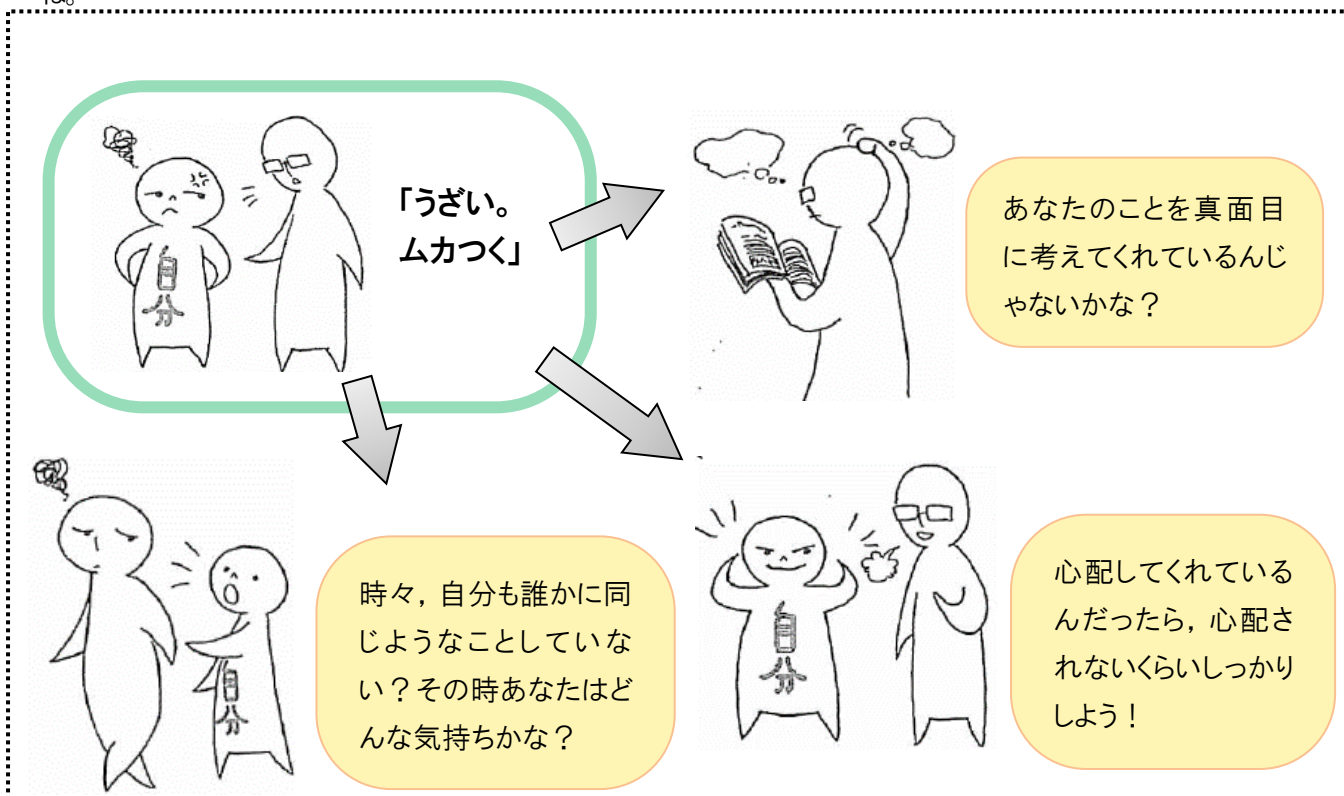 ね。
「うざい。
ムカつく」
自分
あなたのことを真面目
に考えてくれているんじ
ゃないかな？
時々，自分も誰かに同
じようなことしていな
い？その時あなたはど
んな気持ちかな？
自分
心配してくれている
んだったら，心配さ
れないくらいしっかり
しよう！
自分